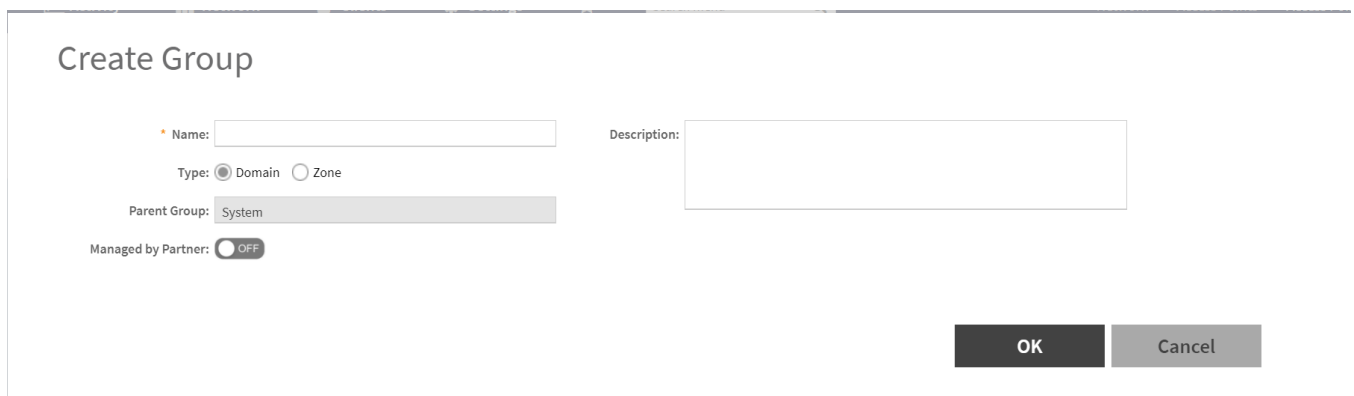 Create Group
* Name:
Description:
Type: Domain Zone
Parent Group: System
Managed by Partner: OFF
OK Cancel